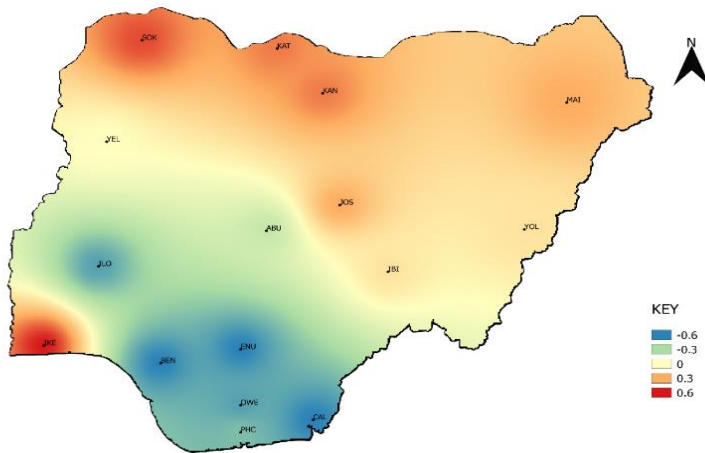 SOK
KAT
N
KAN
MAI
YEL
JOS
ABU
YOL
ILO
IBI
KEY
-0.6
-0.3
0
0.3
0.6
IKE
ENU
BEN
OWE
CAL
PHC